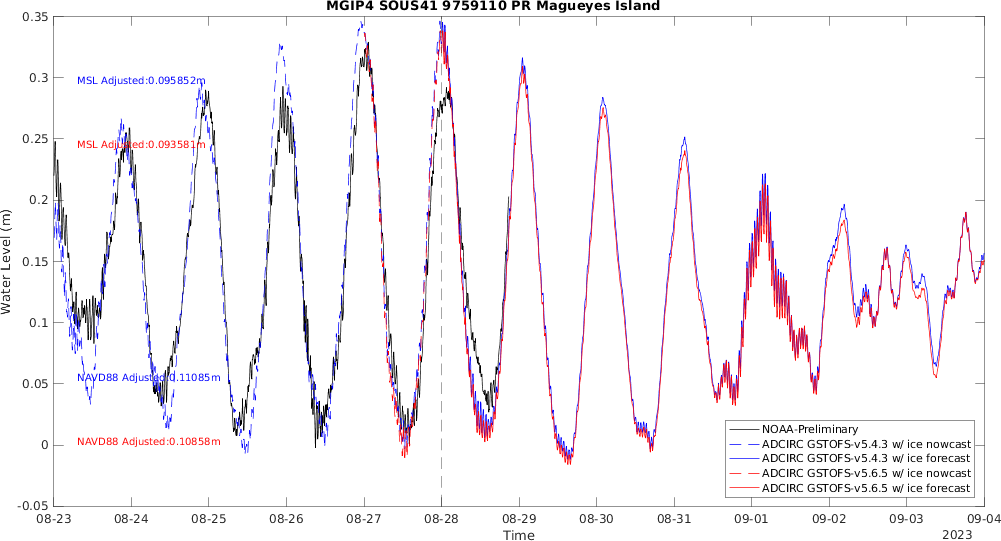 MGIP4 SOUS41 9759110 PR Magueyes Island
0.35
0.3
0.25
0.2
0.15
0.1
0.05
0
-0.05
Water Level (m)
MSL Adjusted:0.095852m
MSL Adjusted:0.093581m
NAVD88 Adjusted:0.11085m
NAVD88 Adjusted:0.10858m
NOAA-Preliminary
ADCIRC GSTOFS-v5.4.3 w/ ice nowcast
ADCIRC GSTOFS-v5.4.3 w/ ice forecast
ADCIRC GSTOFS-v5.6.5 w/ ice nowcast
ADCIRC GSTOFS-v5.6.5 w/ ice forecast
08-23 08-24 08-25 08-26 08-27 08-28 08-29 08-30 08-31 09-01 09-02 09-03 09-04
Time
2023